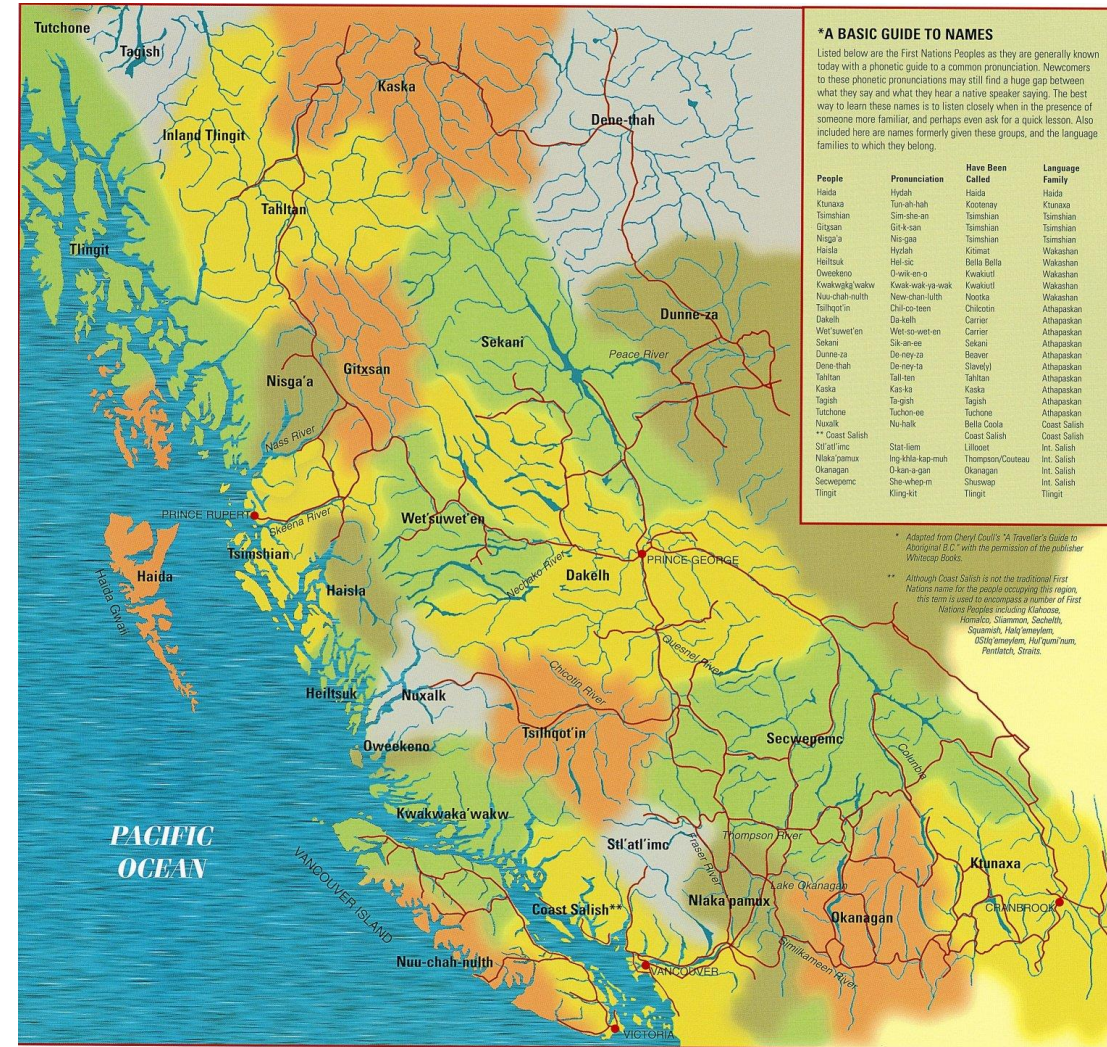 Tutchone
Tagish
Kaska
Inland Tlingit
Dene-thah
Tahltan
Tlingit
Dunne-za
Sekani
Peace River
Gitxsan
Nisga'a
Nass River
PRINCE RUPERT
Skeena River
Wet'suwet'en
Tsimshian
PRINCE GEORGE
Nechako River
Dakelh
Haida
Haisla
Haida Gwaii
Quesnel River
Chicotin River
Heiltsuk
Nuxalk
Tsilhqot'in
Secwepemc
Oweekeno
Columbia
Kwakwaka'wakw
PACIFIC
OCEAN
Thompson River
Stl'atl'imc
Fraser River
Ktunaxa
VANCOUVER ISLAND
Lake Okanagan
Nlaka pamux
CRANBROOK
Coast Salish**
Okanagan
Similkameen River
Nuu-chah-nulth
VANCOUVER
VICTORIA
*A BASIC GUIDE TO NAMES
Listed below are the First Nations Peoples as they are generally known
today with a phonetic guide to a common pronunciation. Newcomers
to these phonetic pronunciations may still find a huge gap between
what they say and what they hear a native speaker saying. The best
way to learn these names is to listen closely when in the presence of
someone more familiar, and perhaps even ask for a quick lesson. Also
included here are names formerly given these groups, and the language
families to which they belong.
Have Been Language
People Pronunciation Called Family
Haida Hydah Haida Haida
Ktunaxa Tun-ah-hah Kootenay Ktunaxa
Tsimshian Sim-she-an Tsimshian Tsimshian
Gitxsan Git-k-san Tsimshian Tsimshian
Nisga'a Nis-gaa Tsimshian Tsimshian
Haisla Hyzlah Kitimat Wakashan
Heiltsuk Hel-sic Bella Bella Wakashan
Oweekeno O-wik-en-o Kwakiutl Wakashan
Kwakwaka'wakw Kwak-wak-ya-wak Kwakiutl Wakashan
Nuu-chah-nulth New-chan-lulth Nootka Wakashan
Tsilhqot'in Chil-co-teen Chilcotin Athapaskan
Dakelh Da-kelh Carrier Athapaskan
Wet'suwet'en Wet-so-wet-en Carrier Athapaskan
Sekani Sik-an-ee Sekani Athapaskan
Dunne-za De-ney-za Beaver Athapaskan
Dene-thah De-ney-ta Slave(y) Athapaskan
Tahltan Tall-ten Tahltan Athapaskan
Kaska Kas-ka Kaska Athapaskan
Tagish Ta-gish Tagish Athapaskan
Tutchone Tuchon-ee Tuchone Athapaskan
Nuxalk Nu-halk Bella Coola Coast Salish
** Coast Salish Coast Salish Coast Salish
Stl'atl'imc Stat-liem Lillooet Int. Salish
Nlaka'pamux Ing-khla-kap-muh Thompson/Couteau Int. Salish
Okanagan O-kan-a-gan Okanagan Int. Salish
Secwepemc She-whep-m Shuswap Int. Salish
Tlingit Kling-kit Tlingit Tlingit
* Adapted from Cheryl Coull's "A Traveller's Guide to
Aboriginal B.C." with the permission of the publisher
Whitecap Books.
** Although Coast Salish is not the traditional First
Nations name for the people occupying this region,
this term is used to encompass a number of First
Nations Peoples including Klahoose,
Homalco, Sliammon, Sechelth,
Squamish, Halq'emeylem,
OStlq'emeylem, Hul'qumi'num,
Pentlatch, Straits.